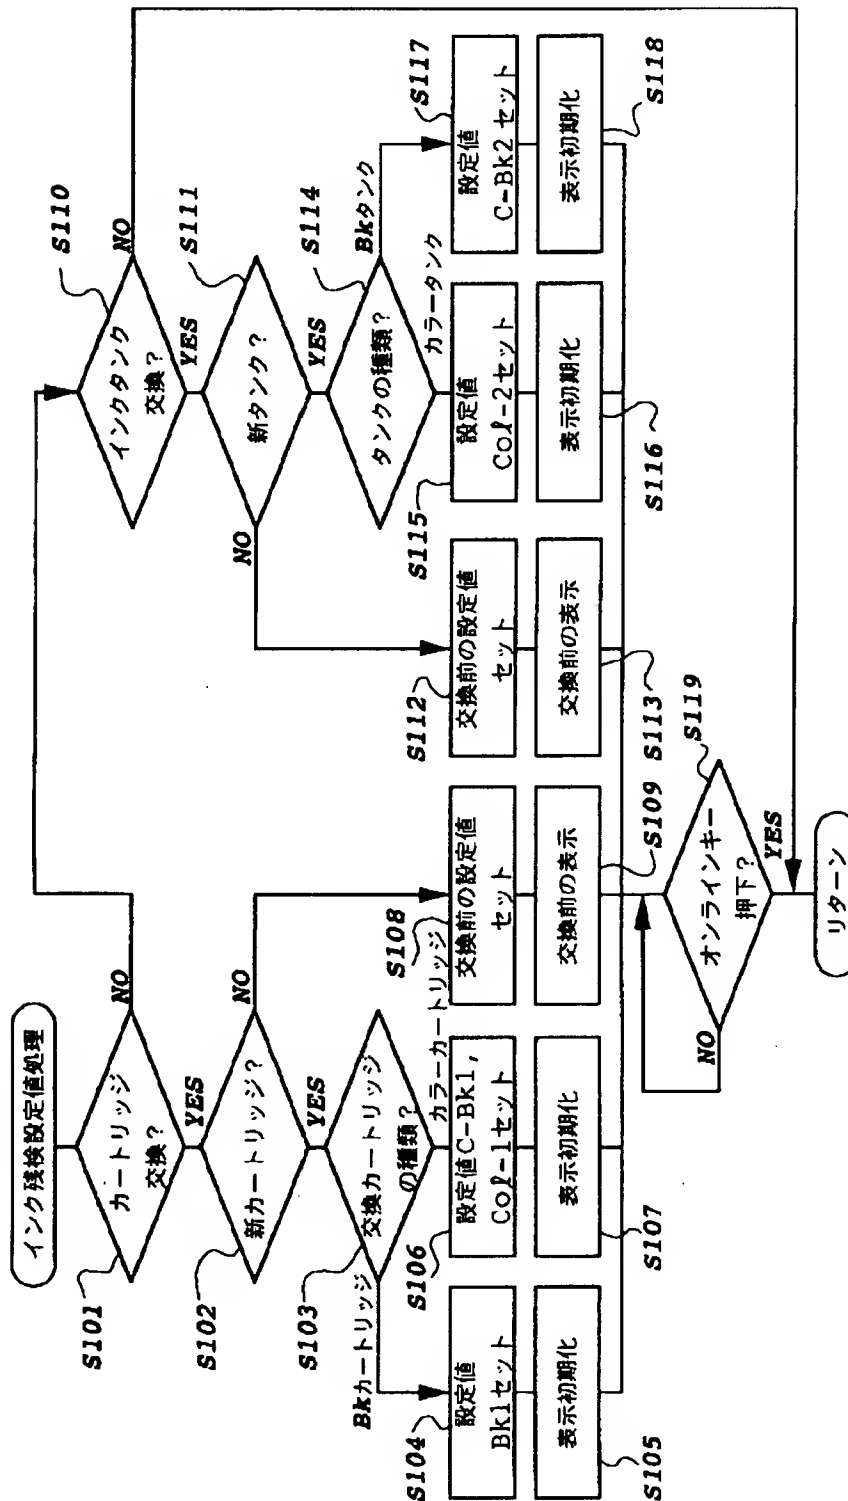 インク残検設定値処理
カートリッジ
交換?
S101
NO
YES
新カートリッジ?
S102
NO
YES
交換カートリッジ
の種類?
S103
Bkカートリッジ
カラーカートリッジ
S104
設定値
Bk1セット
表示初期化
S105
S106
設定値C-Bk1,
Col-1セット
表示初期化
S107
S108
交換前の設定値
セット
交換前の表示
S109
インクタンク
交換?
S110
NO
YES
新タンク?
S111
NO
YES
タンクの種類?
S114
Bkタンク
カラータンク
S112
交換前の設定値
セット
交換前の表示
S113
S115
設定値
Col-2セット
表示初期化
S116
設定値
C-Bk2セット
S117
表示初期化
S118
オンラインキー
押下?
S119
NO
YES
リターン